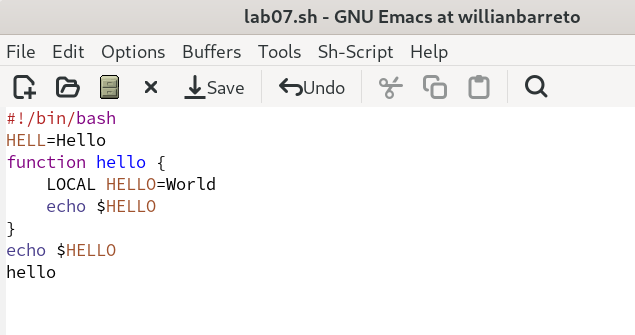 lab07.sh - GNU Emacs at willianbarreto
File Edit Options Buffers Tools Sh-Script Help
Save Undo
#!/bin/bash
HELL=Hello
function hello {
    LOCAL HELLO=World
    echo $HELLO
}
echo $HELLO
hello